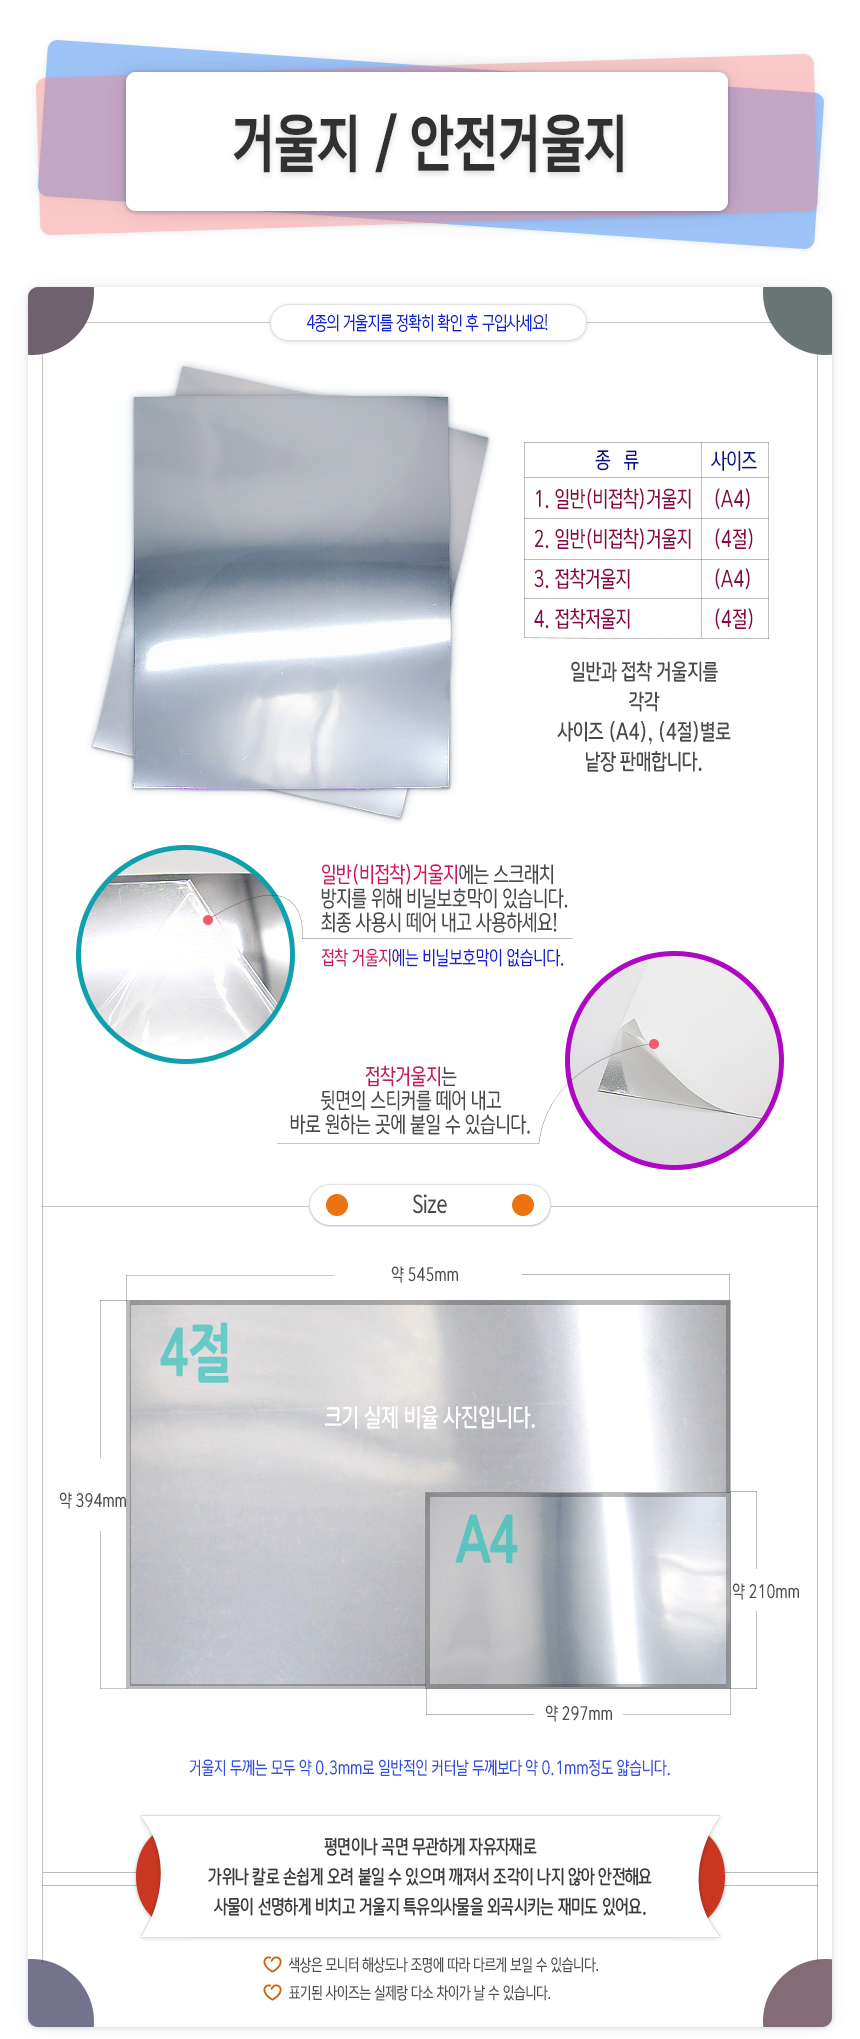 거울지 / 안전거울지
4종의 거울지를 정확히 확인 후 구입사세요!
종 류 사이즈
1. 일반(비접착)거울지 (A4)
2. 일반(비접착)거울지 (4절)
3. 접착거울지 (A4)
4. 접착저울지 (4절)
일반과 접착 거울지를
각각
사이즈 (A4), (4절)별로
낱장 판매합니다.
일반(비접착)거울지에는 스크래치
방지를 위해 비닐보호막이 있습니다.
최종 사용시 떼어 내고 사용하세요!
접착 거울지에는 비닐보호막이 없습니다.
접착거울지는
뒷면의 스티커를 떼어 내고
바로 원하는 곳에 붙일 수 있습니다.
Size
약 545mm
4절
크기 실제 비율 사진입니다.
약 394mm
A4
약 210mm
약 297mm
거울지 두께는 모두 약 0.3mm로 일반적인 커터날 두께보다 약 0.1mm정도 얇습니다.
평면이나 곡면 무관하게 자유자재로
가위나 칼로 손쉽게 오려 붙일 수 있으며 깨져서 조각이 나지 않아 안전해요
사물이 선명하게 비치고 거울지 특유의사물을 외곡시키는 재미도 있어요.
색상은 모니터 해상도나 조명에 따라 다르게 보일 수 있습니다.
표기된 사이즈는 실제랑 다소 차이가 날 수 있습니다.